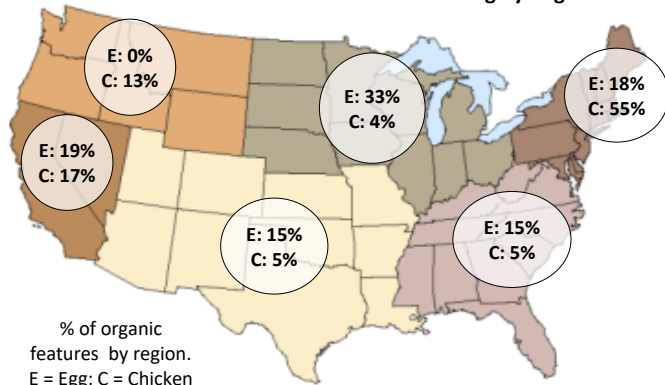 E: 0%
C: 13%
E: 33%
C: 4%
E: 18%
C: 55%
E: 19%
C: 17%
E: 15%
C: 5%
E: 15%
C: 5%
% of organic
features by region.
E = Egg; C = Chicken